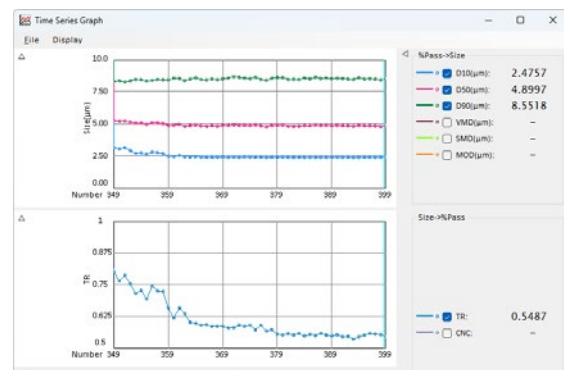 Time Series Graph
File Display
%Pass->Size
10.0
7.50
5.00
2.50
0.00
Size(μm)
Number 349 359 369 379 389 399
D10(μm): 2.4757
D50(μm): 4.8997
D90(μm): 8.5518
VMD(μm): –
SMD(μm): –
MOD(μm): –
Size->%Pass
1
0.875
0.75
0.625
0.5
TR
Number 349 359 369 379 389 399
TR: 0.5487
CNC: –